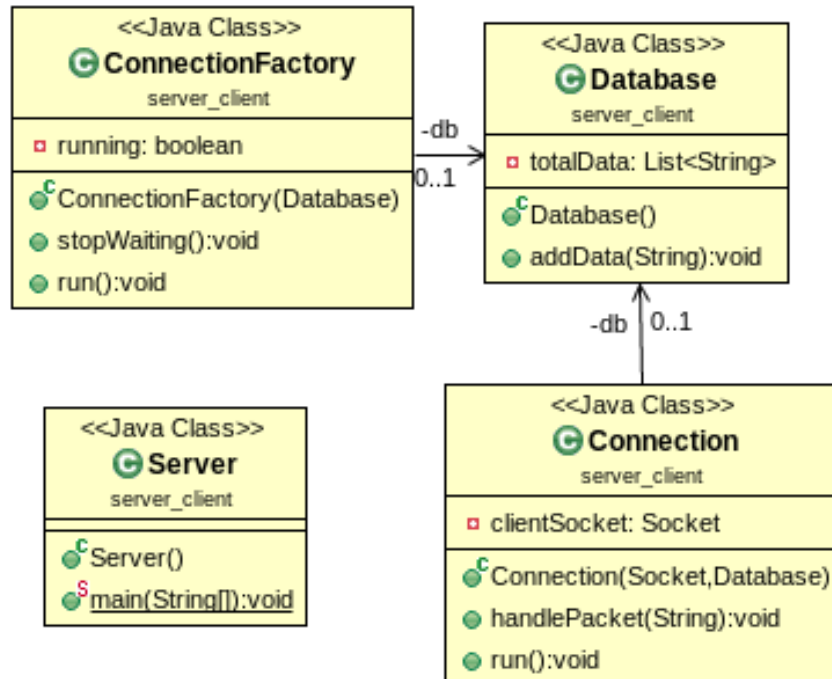 <<Java Class>>
ConnectionFactory
server_client
running: boolean
ConnectionFactory(Database)
stopWaiting():void
run():void
-db
0..1
<<Java Class>>
Database
server_client
totalData: List<String>
Database()
addData(String):void
-db
0..1
<<Java Class>>
Server
server_client
Server()
main(String[]):void
<<Java Class>>
Connection
server_client
clientSocket: Socket
Connection(Socket,Database)
handlePacket(String):void
run():void